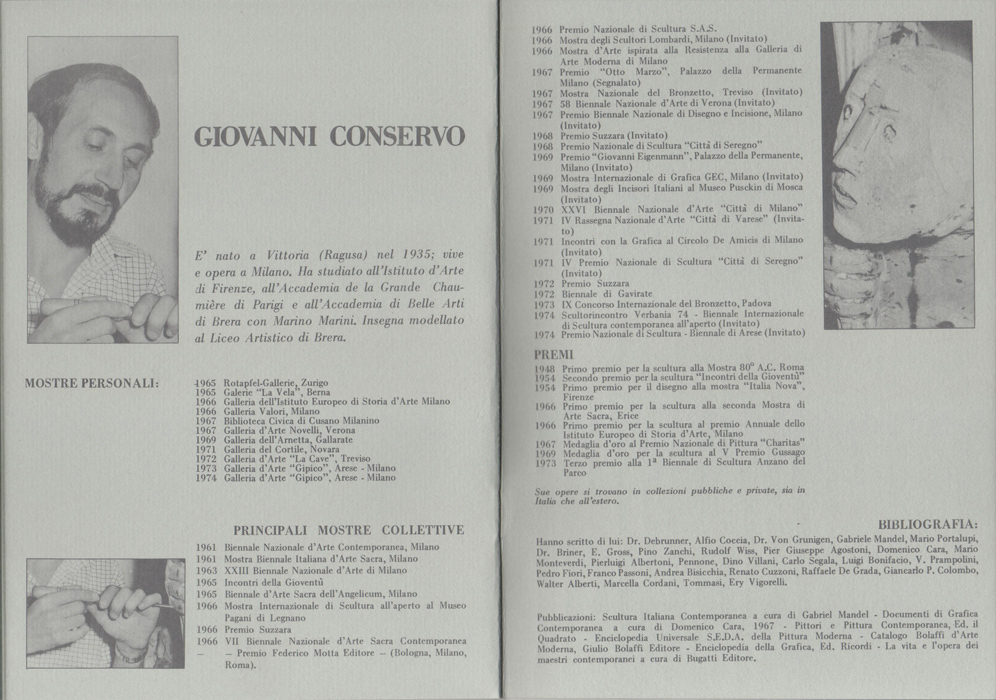 GIOVANNI CONSERVO
E' nato a Vittoria (Ragusa) nel 1935; vive
e opera a Milano. Ha studiato all'Istituto d'Arte
di Firenze, all'Accademia de la Grande Chau-
mière di Parigi e all'Accademia di Belle Arti
di Brera con Marino Marini. Insegna modellato
al Liceo Artistico di Brera.
MOSTRE PERSONALI:
1965 Rotapfel-Gallerie, Zurigo
1965 Galerie “La Vela”, Berna
1966 Galleria dell'Istituto Europeo di Storia d'Arte Milano
1966 Galleria Valori, Milano
1967 Biblioteca Civica di Cusano Milanino
1967 Galleria d'Arte Novelli, Verona
1969 Galleria dell'Arnetta, Gallarate
1971 Galleria del Cortile, Novara
1972 Galleria d'Arte “La Cave”, Treviso
1973 Galleria d'Arte “Gipico”, Arese - Milano
1974 Galleria d'Arte “Gipico”, Arese - Milano
PRINCIPALI MOSTRE COLLETTIVE
1961 Biennale Nazionale d'Arte Contemporanea, Milano
1961 Mostra Biennale Italiana d'Arte Sacra, Milano
1963 XXIII Biennale Nazionale d'Arte di Milano
1965 Incontri della Gioventù
1965 Biennale d'Arte Sacra dell'Angelicum, Milano
1966 Mostra Internazionale di Scultura all'aperto al Museo
Pagani di Legnano
1966 Premio Suzzara
1966 VII Biennale Nazionale d'Arte Sacra Contemporanea
— – Premio Federico Motta Editore – (Bologna, Milano,
Roma).
1966 Premio Nazionale di Scultura S.A.S.
1966 Mostra degli Scultori Lombardi, Milano (Invitato)
1966 Mostra d'Arte ispirata alla Resistenza alla Galleria di
Arte Moderna di Milano
1967 Premio “Otto Marzo”, Palazzo della Permanente
Milano (Segnalato)
1967 Mostra Nazionale del Bronzetto, Treviso (Invitato)
1967 58 Biennale Nazionale d'Arte di Verona (Invitato)
1967 Premio Biennale Nazionale di Disegno e Incisione, Milano
(Invitato)
1968 Premio Suzzara (Invitato)
1968 Premio Nazionale di Scultura “Città di Seregno”
1969 Premio “Giovanni Eigenmann”, Palazzo della Permanente,
Milano (Invitato)
1969 Mostra Internazionale di Grafica GEC, Milano (Invitato)
1969 Mostra degli Incisori Italiani al Museo Pusckin di Mosca
(Invitato)
1970 XXVI Biennale Nazionale d'Arte “Città di Milano”
1971 IV Rassegna Nazionale d'Arte “Città di Varese” (Invita-
to)
1971 Incontri con la Grafica al Circolo De Amicis di Milano
(Invitato)
1971 IV Premio Nazionale di Scultura “Città di Seregno”
(Invitato)
1972 Premio Suzzara
1972 Biennale di Gavirate
1973 IX Concorso Internazionale del Bronzetto, Padova
1974 Scultorincontro Verbania 74 - Biennale Internazionale
di Scultura contemporanea all'aperto (Invitato)
1974 Premio Nazionale di Scultura - Biennale di Arese (Invitato)
PREMI
1948 Primo premio per la scultura alla Mostra 80° A.C. Roma
1954 Secondo premio per la scultura “Incontri della Gioventù”
1954 Primo premio per il disegno alla mostra “Italia Nova”,
Firenze
1966 Primo premio per la scultura alla seconda Mostra di
Arte Sacra, Erice
1966 Primo premio per la scultura al premio Annuale dello
Istituto Europeo di Storia d'Arte, Milano
1967 Medaglia d'oro al Premio Nazionale di Pittura “Charitas”
1969 Medaglia d'oro per la scultura al V Premio Gussago
1973 Terzo premio alla 1ª Biennale di Scultura Anzano del
Parco
Sue opere si trovano in collezioni pubbliche e private, sia in
Italia che all'estero.
BIBLIOGRAFIA:
Hanno scritto di lui: Dr. Debrunner, Alfio Coccia, Dr. Von Grunigen, Gabriele Mandel, Mario Portalupi,
Dr. Briner, E. Gross, Pino Zanchi, Rudolf Wiss, Pier Giuseppe Agostoni, Domenico Cara, Mario
Monteverdi, Pierluigi Albertoni, Pennone, Dino Villani, Carlo Segala, Luigi Bonifacio, V. Prampolini,
Pedro Fiori, Franco Passoni, Andrea Bisicchia, Renato Cuzzoni, Raffaele De Grada, Giancarlo P. Colombo,
Walter Alberti, Marcella Cordani, Tommasi, Ery Vigorelli.
Pubblicazioni: Scultura Italiana Contemporanea a cura di Gabriel Mandel - Documenti di Grafica
Contemporanea a cura di Domenico Cara, 1967 - Pittori e Pittura Contemporanea, Ed. il
Quadrato - Enciclopedia Universale S.E.D.A. della Pittura Moderna - Catalogo Bolaffi d'Arte
Moderna, Giulio Bolaffi Editore - Enciclopedia della Grafica, Ed. Ricordi - La vita e l'opera dei
maestri contemporanei a cura di Bugatti Editore.